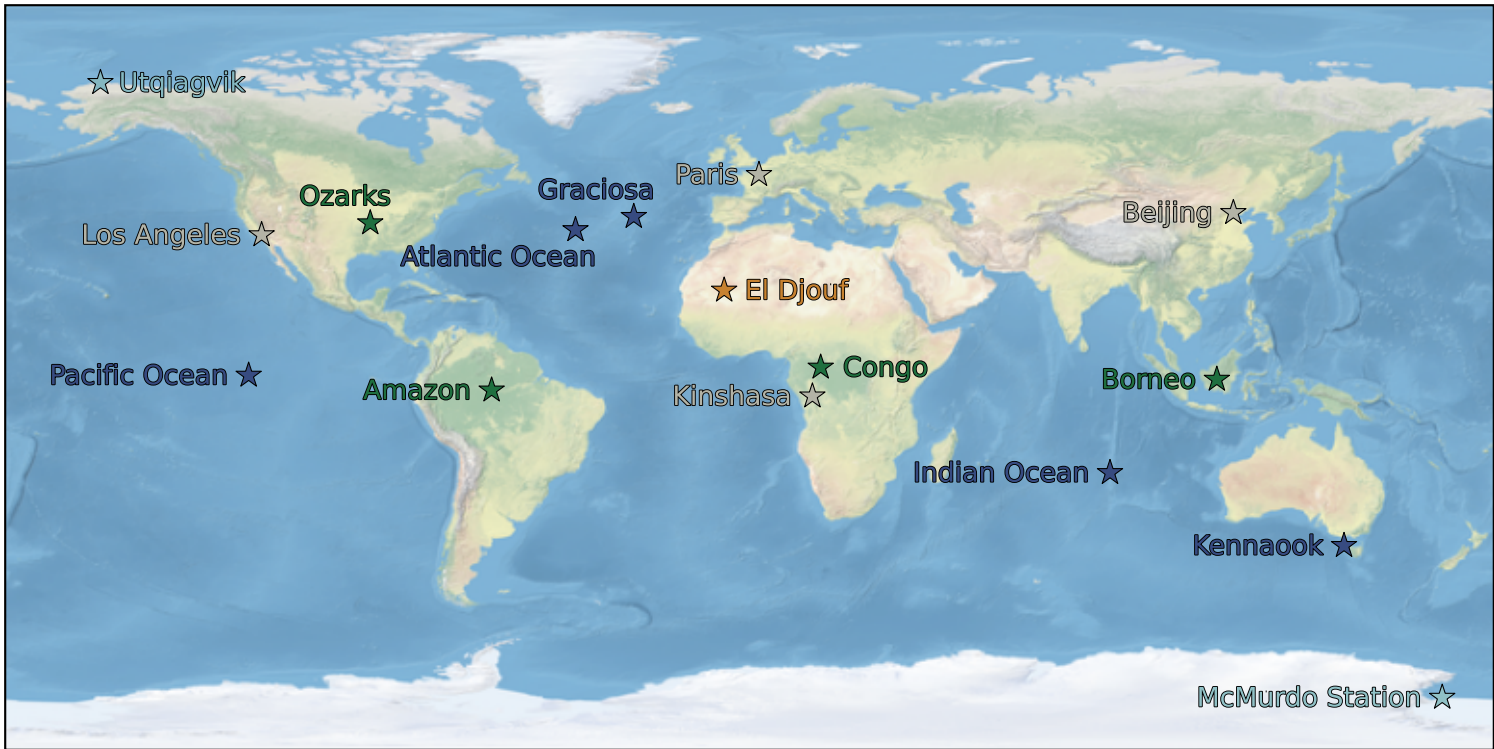 Utqiagvik
Paris
Graciosa
Ozarks
Beijing
Los Angeles
Atlantic Ocean
El Djouf
Congo
Pacific Ocean
Borneo
Amazon
Kinshasa
Indian Ocean
Kennaook
McMurdo Station